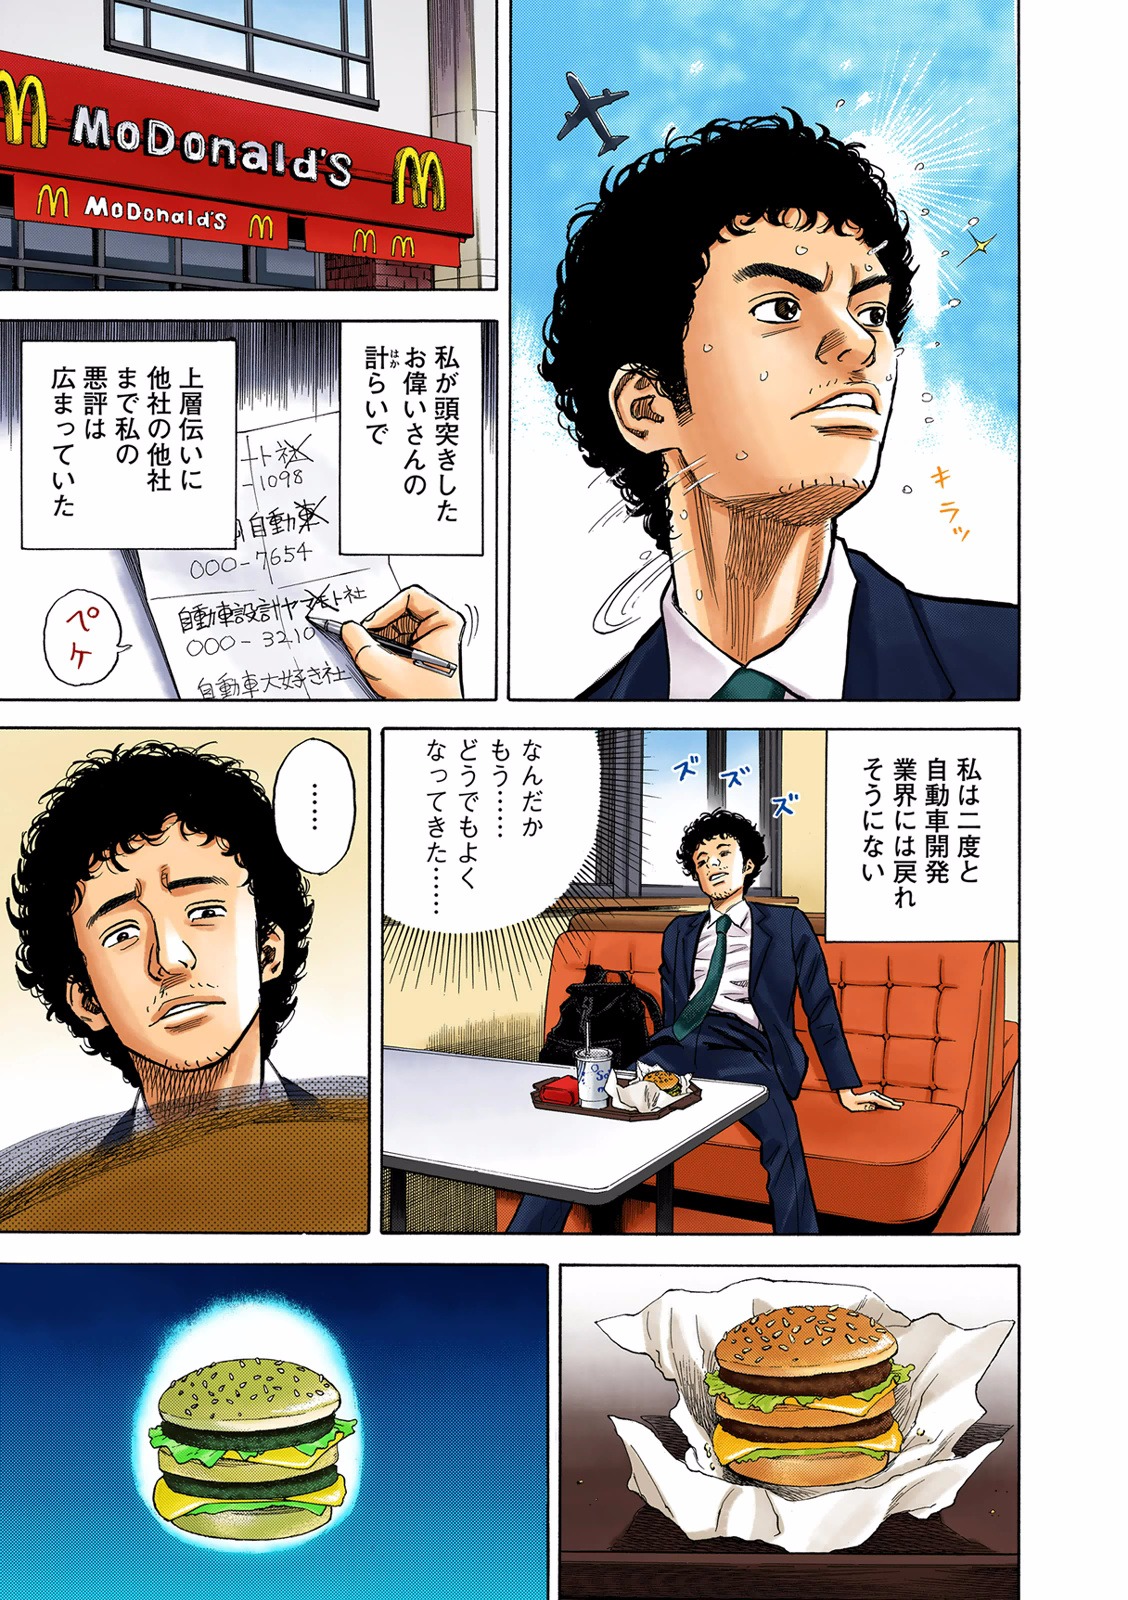 キラッ
MoDonald's
MoDonald's
私が頭突きした
お偉いさんの
計らいで
はか
上層伝いに
他社の他社
まで私の
悪評は
広まっていた
ート社
-1098
自動車
000-7654
自動車設計ヤマモト社
000-3210
自動車大好き社
ペケ
私は二度と
自動車開発
業界には戻れ
そうにない
ズ
ズ
ズ
なんだか
もう……
どうでもよく
なってきた……
……